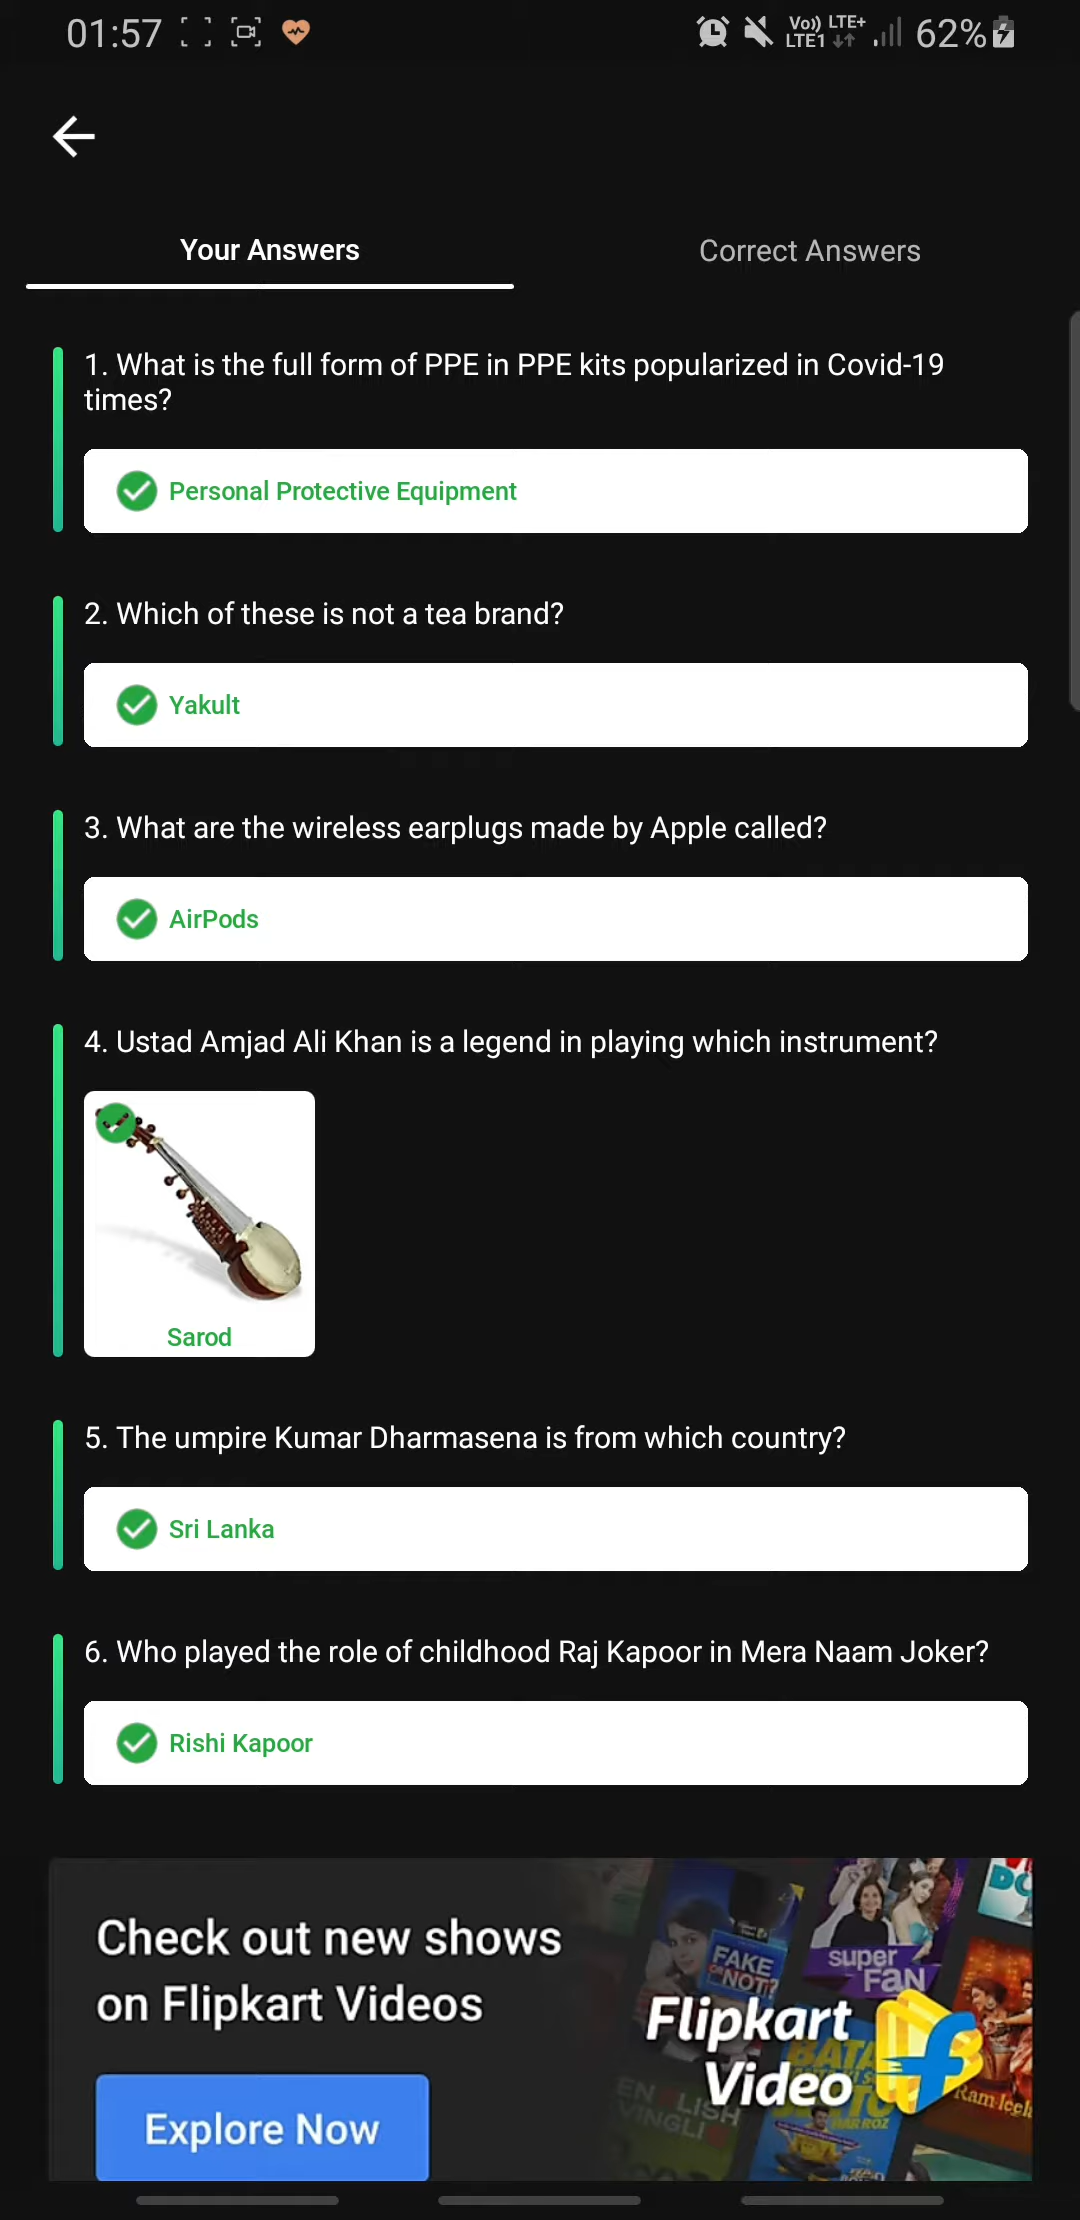 01:57
Vo)) LTE+
LTE1
62%
Your Answers
Correct Answers
1. What is the full form of PPE in PPE kits popularized in Covid-19
times?
Personal Protective Equipment
2. Which of these is not a tea brand?
Yakult
3. What are the wireless earplugs made by Apple called?
AirPods
4. Ustad Amjad Ali Khan is a legend in playing which instrument?
Sarod
5. The umpire Kumar Dharmasena is from which country?
Sri Lanka
6. Who played the role of childhood Raj Kapoor in Mera Naam Joker?
Rishi Kapoor
Check out new shows
on Flipkart Videos
Explore Now
FAKE
OR NOT?
super
FAN
Flipkart
Video